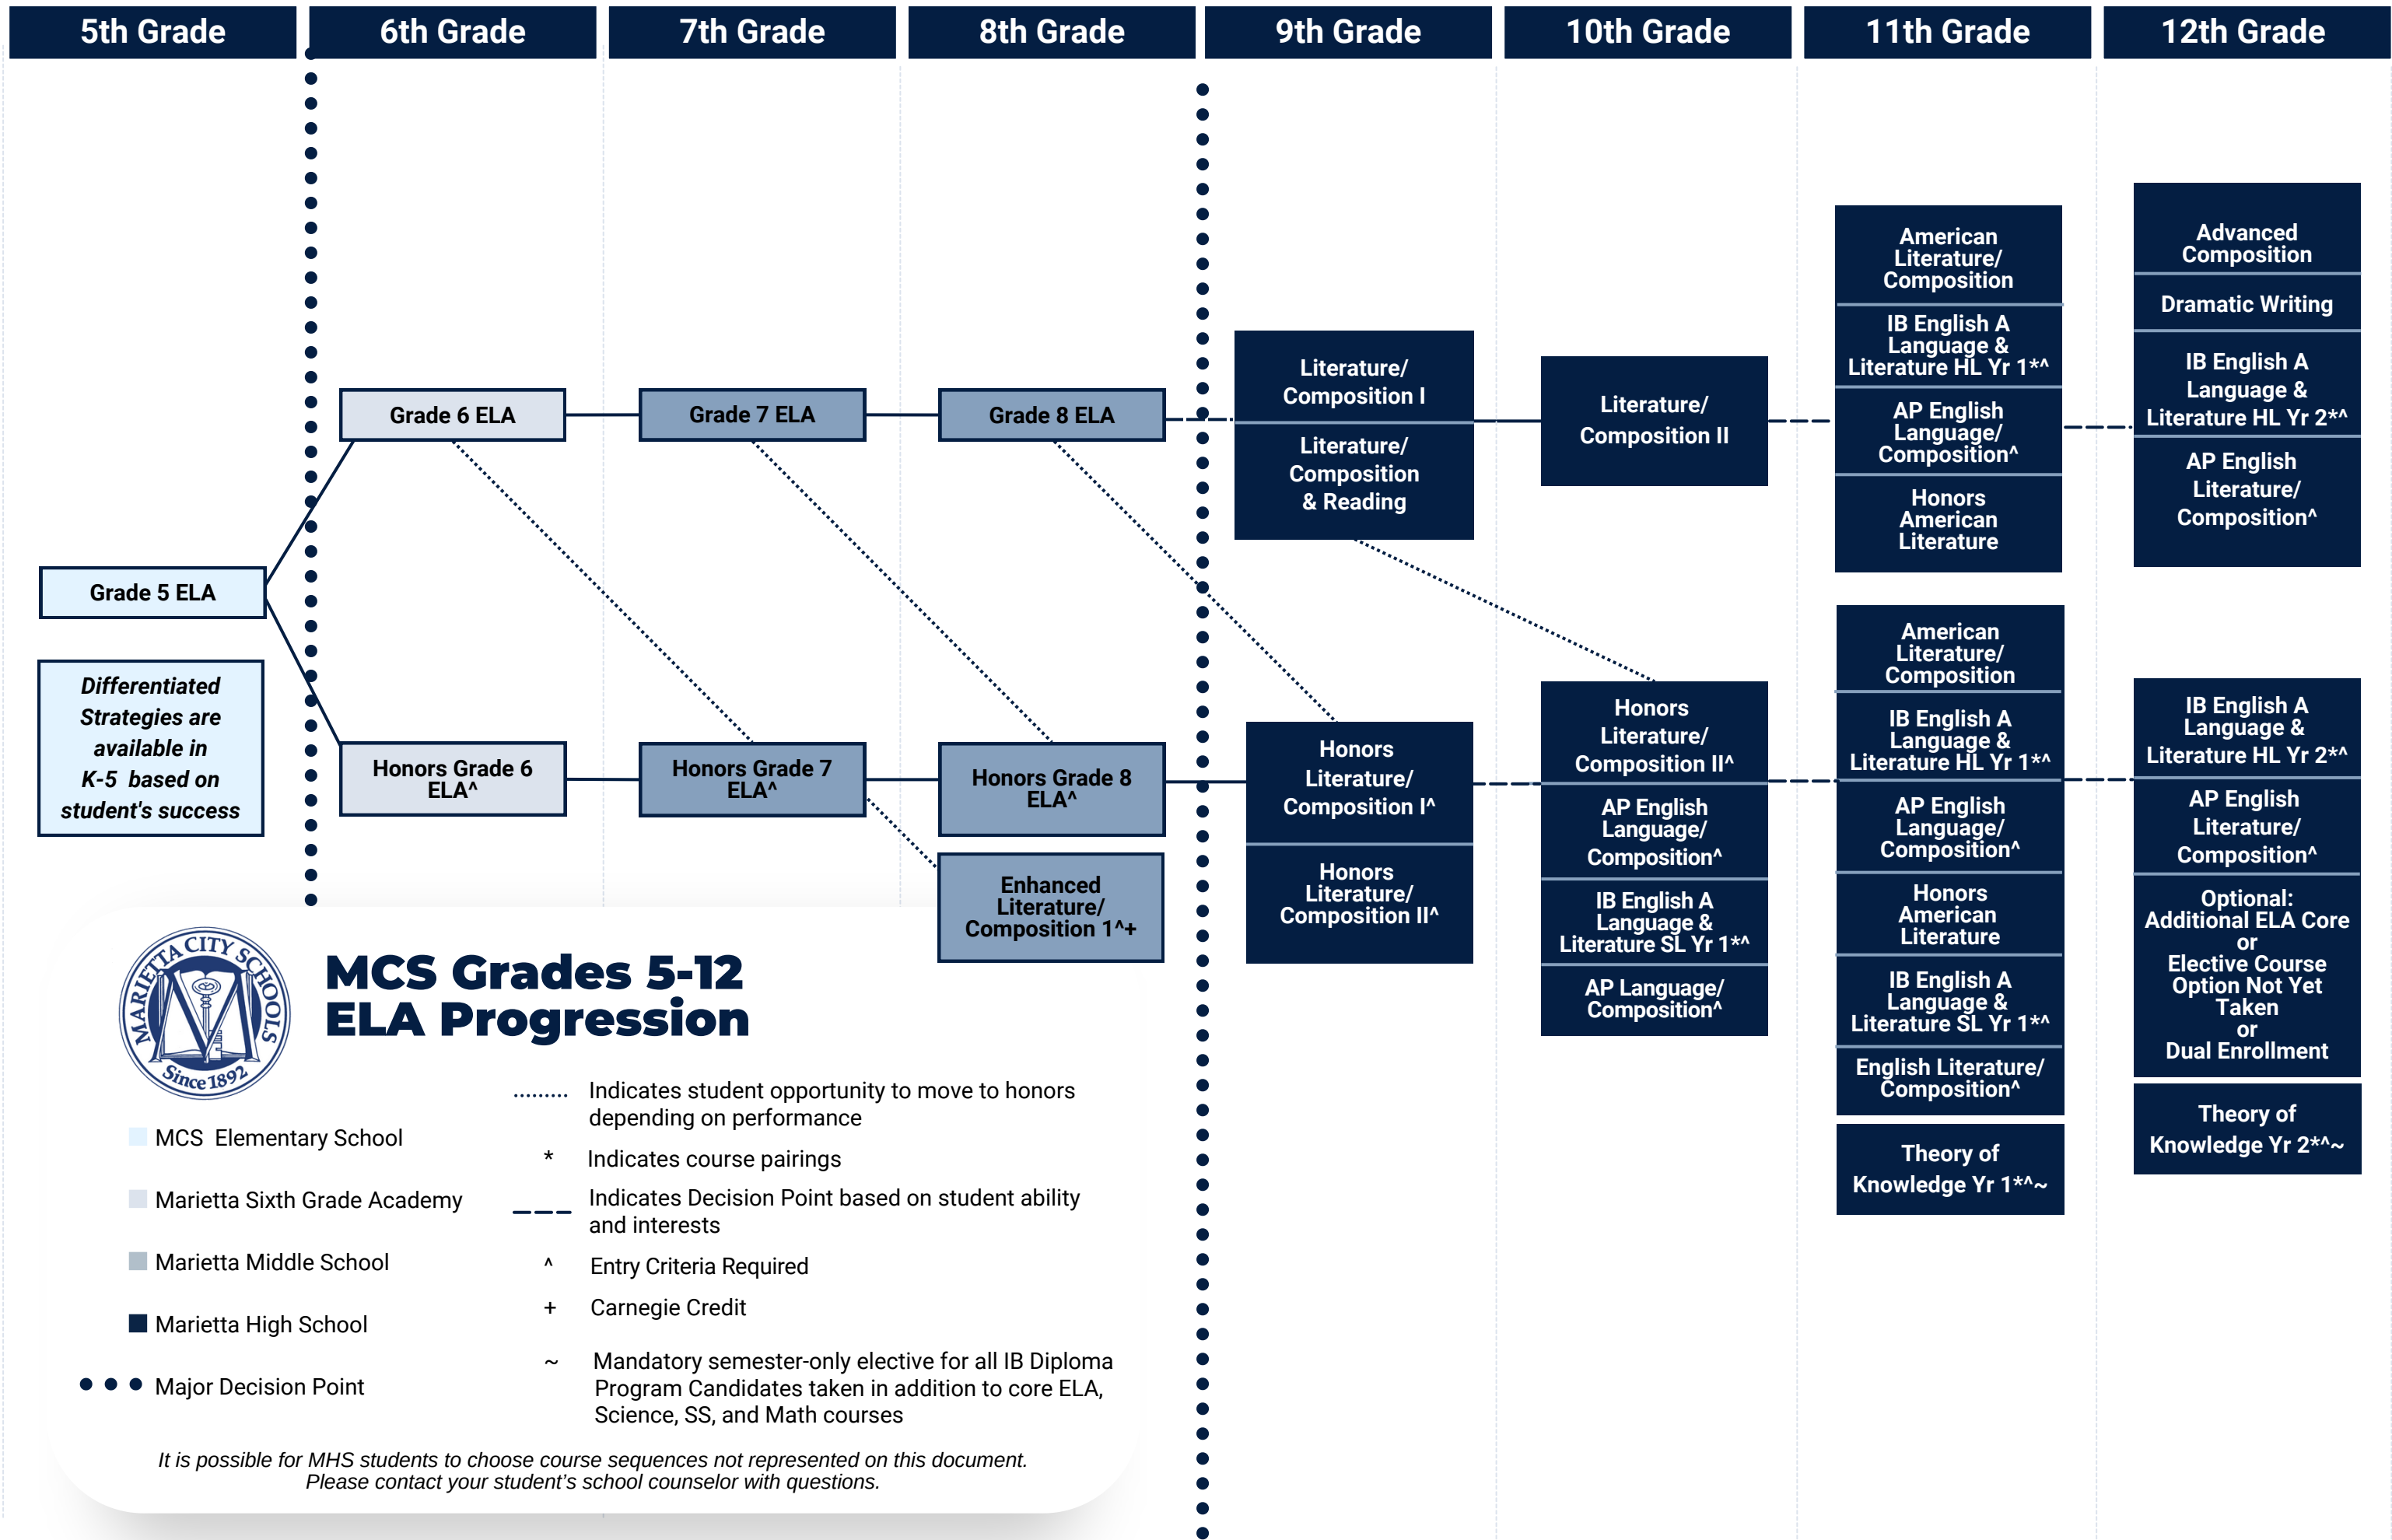 5th Grade
6th Grade
7th Grade
8th Grade
9th Grade
10th Grade
11th Grade
12th Grade
Grade 5 ELA
Differentiated
Strategies are
available in
K-5 based on
student's success
Grade 6 ELA
Honors Grade 6
ELA^
Grade 7 ELA
Honors Grade 7
ELA^
Grade 8 ELA
Honors Grade 8
ELA^
Enhanced
Literature/
Composition 1^+
Literature/
Composition I
Literature/
Composition
& Reading
Honors
Literature/
Composition I^
Honors
Literature/
Composition II^
Literature/
Composition II
Honors
Literature/
Composition II^
AP English
Language/
Composition^
IB English A
Language &
Literature SL Yr 1*^
AP Language/
Composition^
American
Literature/
Composition
IB English A
Language &
Literature HL Yr 1*^
AP English
Language/
Composition^
Honors
American
Literature
American
Literature/
Composition
IB English A
Language &
Literature HL Yr 1*^
AP English
Language/
Composition^
Honors
American
Literature
IB English A
Language &
Literature SL Yr 1*^
English Literature/
Composition^
Theory of
Knowledge Yr 1*^~
Advanced
Composition
Dramatic Writing
IB English A
Language &
Literature HL Yr 2*^
AP English
Literature/
Composition^
IB English A
Language &
Literature HL Yr 2*^
AP English
Literature/
Composition^
Optional:
Additional ELA Core
or
Elective Course
Option Not Yet
Taken
or
Dual Enrollment
Theory of
Knowledge Yr 2*^~
MARIETTA CITY SCHOOLS
Since 1892
MCS Grades 5-12
ELA Progression
MCS Elementary School
Marietta Sixth Grade Academy
Marietta Middle School
Marietta High School
Major Decision Point
Indicates student opportunity to move to honors
depending on performance
* Indicates course pairings
Indicates Decision Point based on student ability
and interests
^ Entry Criteria Required
+ Carnegie Credit
~ Mandatory semester-only elective for all IB Diploma
Program Candidates taken in addition to core ELA,
Science, SS, and Math courses
It is possible for MHS students to choose course sequences not represented on this document.
Please contact your student’s school counselor with questions.